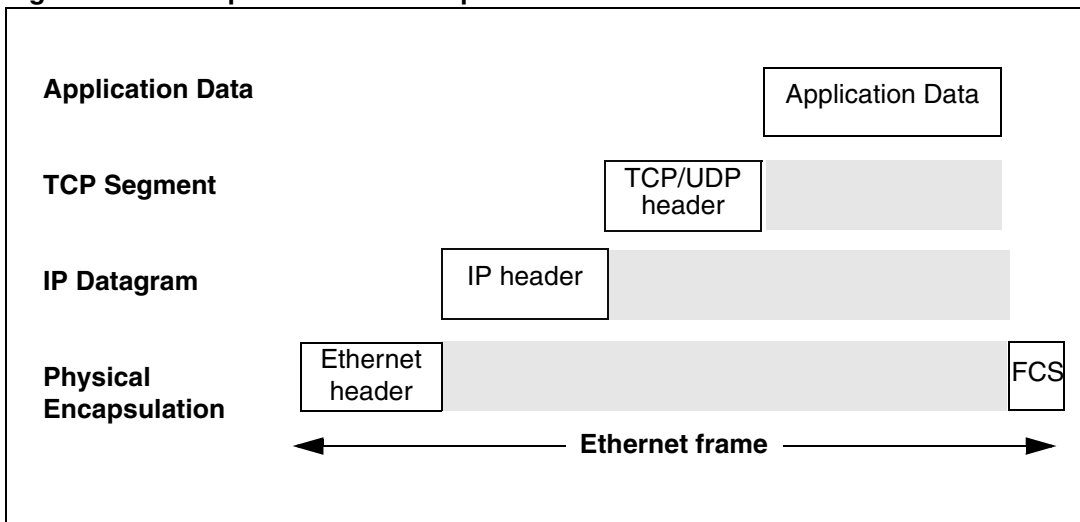 Application Data
Application Data
TCP Segment
TCP/UDP
header
IP Datagram
IP header
Physical
Encapsulation
Ethernet
header
FCS
Ethernet frame